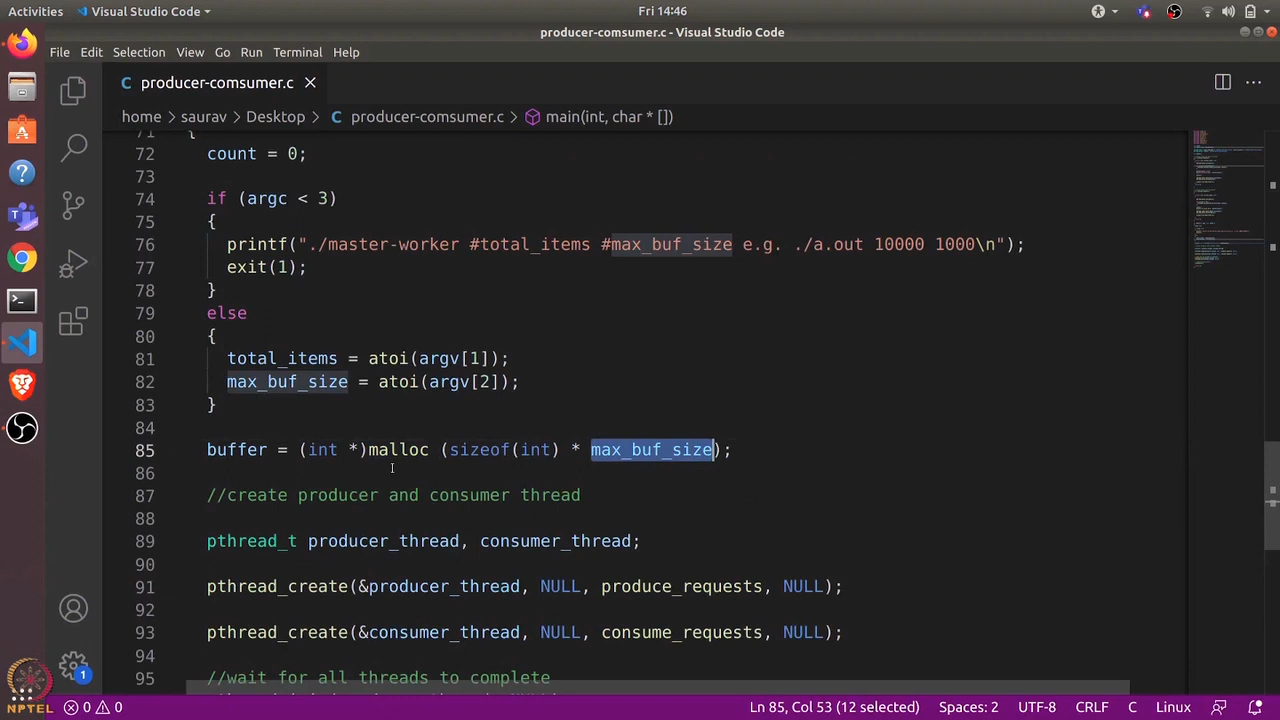 Activities Visual Studio Code Fri 14:46
producer-comsumer.c - Visual Studio Code
File Edit Selection View Go Run Terminal Help
C producer-comsumer.c
home > saurav > Desktop > C producer-comsumer.c > main(int, char * [])
71 {
72 count = 0;
73
74 if (argc < 3)
75 {
76 printf("./master-worker #total_items #max_buf_size e.g. ./a.out 10000 1000\n");
77 exit(1);
78 }
79 else
80 {
81 total_items = atoi(argv[1]);
82 max_buf_size = atoi(argv[2]);
83 }
84
85 buffer = (int *)malloc (sizeof(int) * max_buf_size);
86
87 //create producer and consumer thread
88
89 pthread_t producer_thread, consumer_thread;
90
91 pthread_create(&producer_thread, NULL, produce_requests, NULL);
92
93 pthread_create(&consumer_thread, NULL, consume_requests, NULL);
94
95 //wait for all threads to complete
1
NPTEL
0 0 Ln 85, Col 53 (12 selected) Spaces: 2 UTF-8 CRLF C Linux